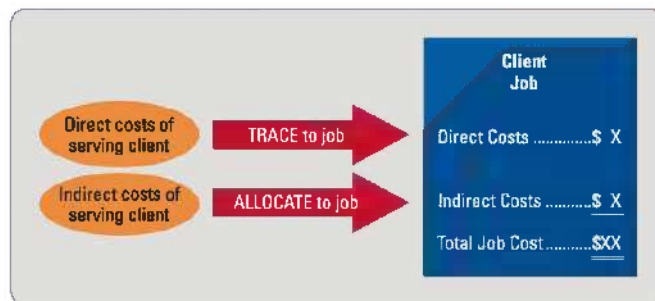 Client
Job
Direct costs of
serving client
TRACE to job
Direct Costs .............$ X
Indirect costs of
serving client
ALLOCATE to job
Indirect Costs ..........$ X
Total Job Cost...........$XX